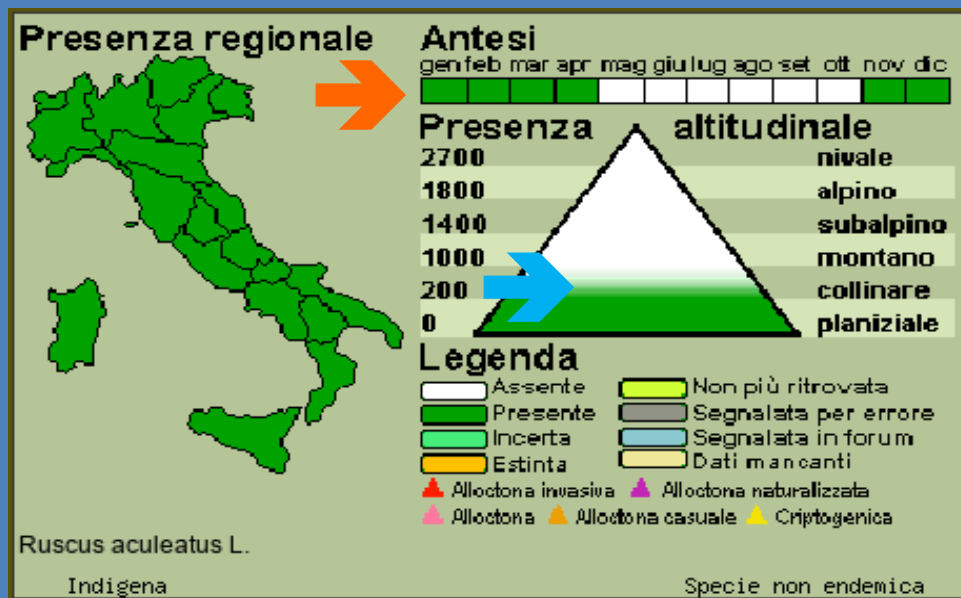 Presenza regionale
Antesi
gen feb mar apr mag giu lug ago set ott nov dic
Presenza altitudinale
2700 nivale
1800 alpino
1400 subalpino
1000 montano
200 collinare
0 planiziale
Legenda
Assente Non più ritrovata
Presente Segnalata per errore
Incerta Segnalata in forum
Estinta Dati mancanti
Alloctona invasiva Alloctona naturalizzata
Alloctona Alloctona casuale Criptogenica
Ruscus aculeatus L.
Indigena Specie non endemica